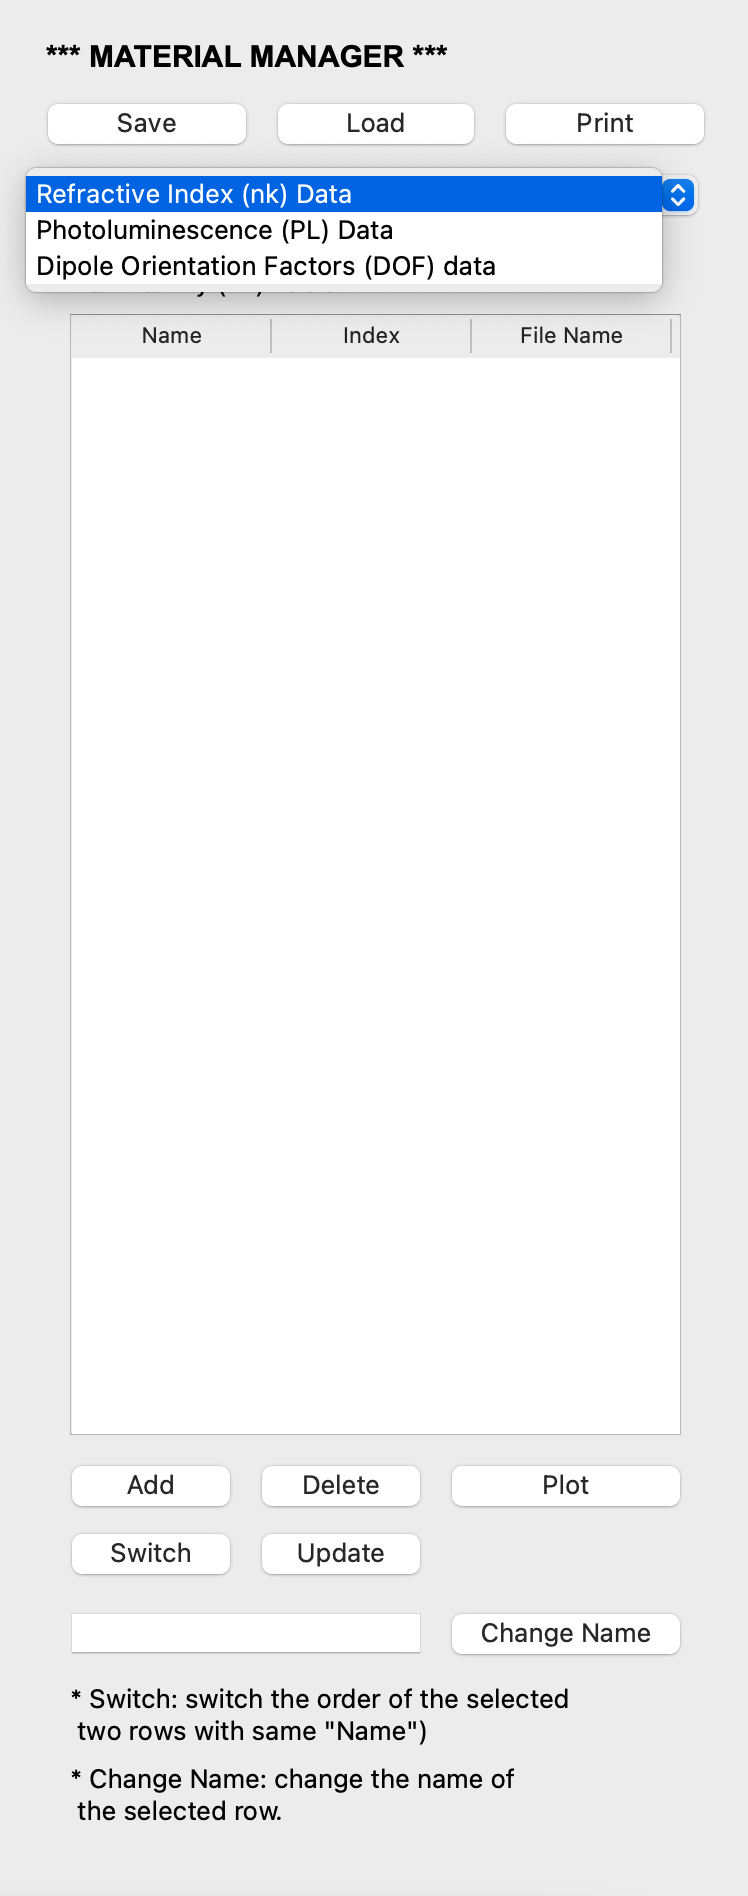 *** MATERIAL MANAGER ***
Save Load Print
Refractive Index (nk) Data
Photoluminescence (PL) Data
Dipole Orientation Factors (DOF) data
Name Index File Name
Add Delete Plot
Switch Update
Change Name
* Switch: switch the order of the selected
two rows with same "Name")
* Change Name: change the name of
the selected row.